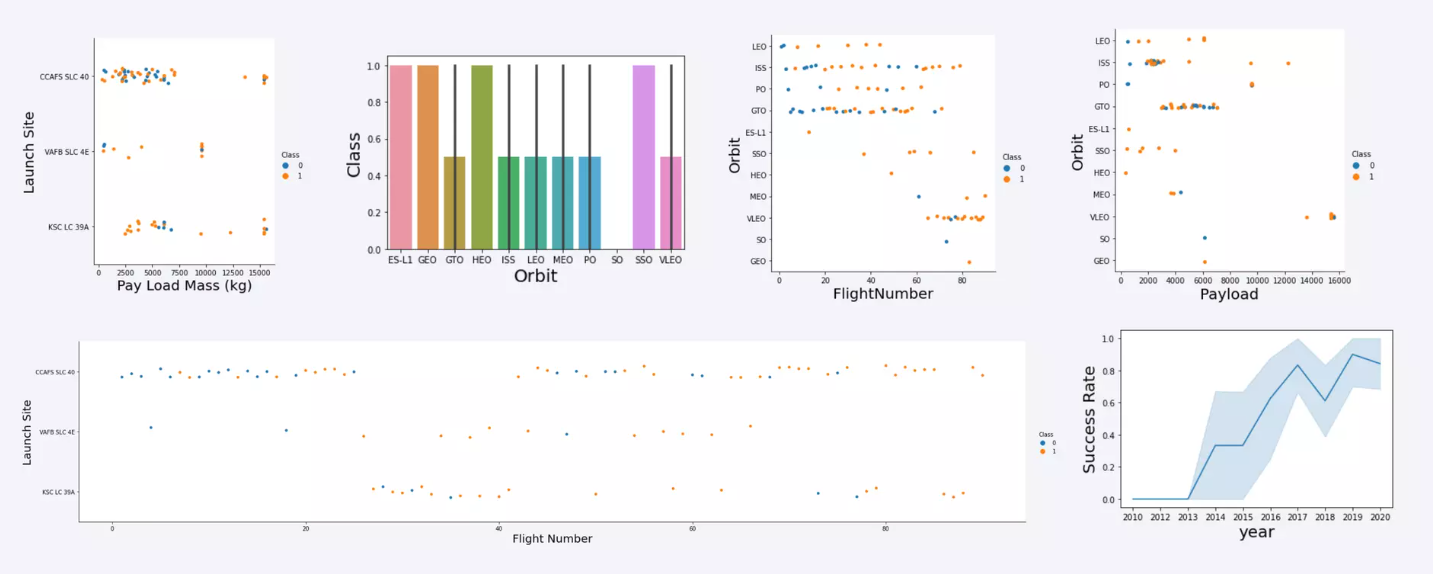 Launch Site
CCAFS SLC 40
VAFB SLC 4E
KSC LC 39A
0 2500 5000 7500 10000 12500 15000
Pay Load Mass (kg)
Class
0
1
Class
1.0
0.8
0.6
0.4
0.2
0.0
ES-L1 GEO GTO HEO ISS LEO MEO PO SO SSO VLEO
Orbit
Orbit
LEO
ISS
PO
GTO
ES-L1
SSO
HEO
MEO
VLEO
SO
GEO
0 20 40 60 80
FlightNumber
Class
0
1
Orbit
LEO
ISS
PO
GTO
ES-L1
SSO
HEO
MEO
VLEO
SO
GEO
0 2000 4000 6000 8000 10000 12000 14000 16000
Payload
Class
0
1
Launch Site
CCAFS SLC 40
VAFB SLC 4E
KSC LC 39A
0 20 40 60 80
Flight Number
Class
0
1
Success Rate
1.0
0.8
0.6
0.4
0.2
0.0
2010 2012 2013 2014 2015 2016 2017 2018 2019 2020
year